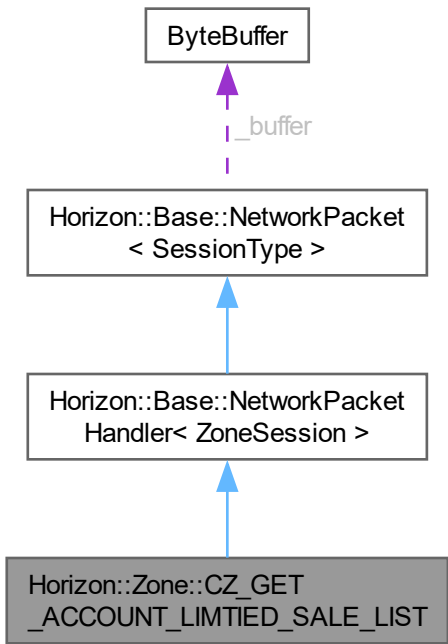 ByteBuffer
_buffer
Horizon::Base::NetworkPacket
< SessionType >
Horizon::Base::NetworkPacket
Handler< ZoneSession >
Horizon::Zone::CZ_GET
_ACCOUNT_LIMTIED_SALE_LIST